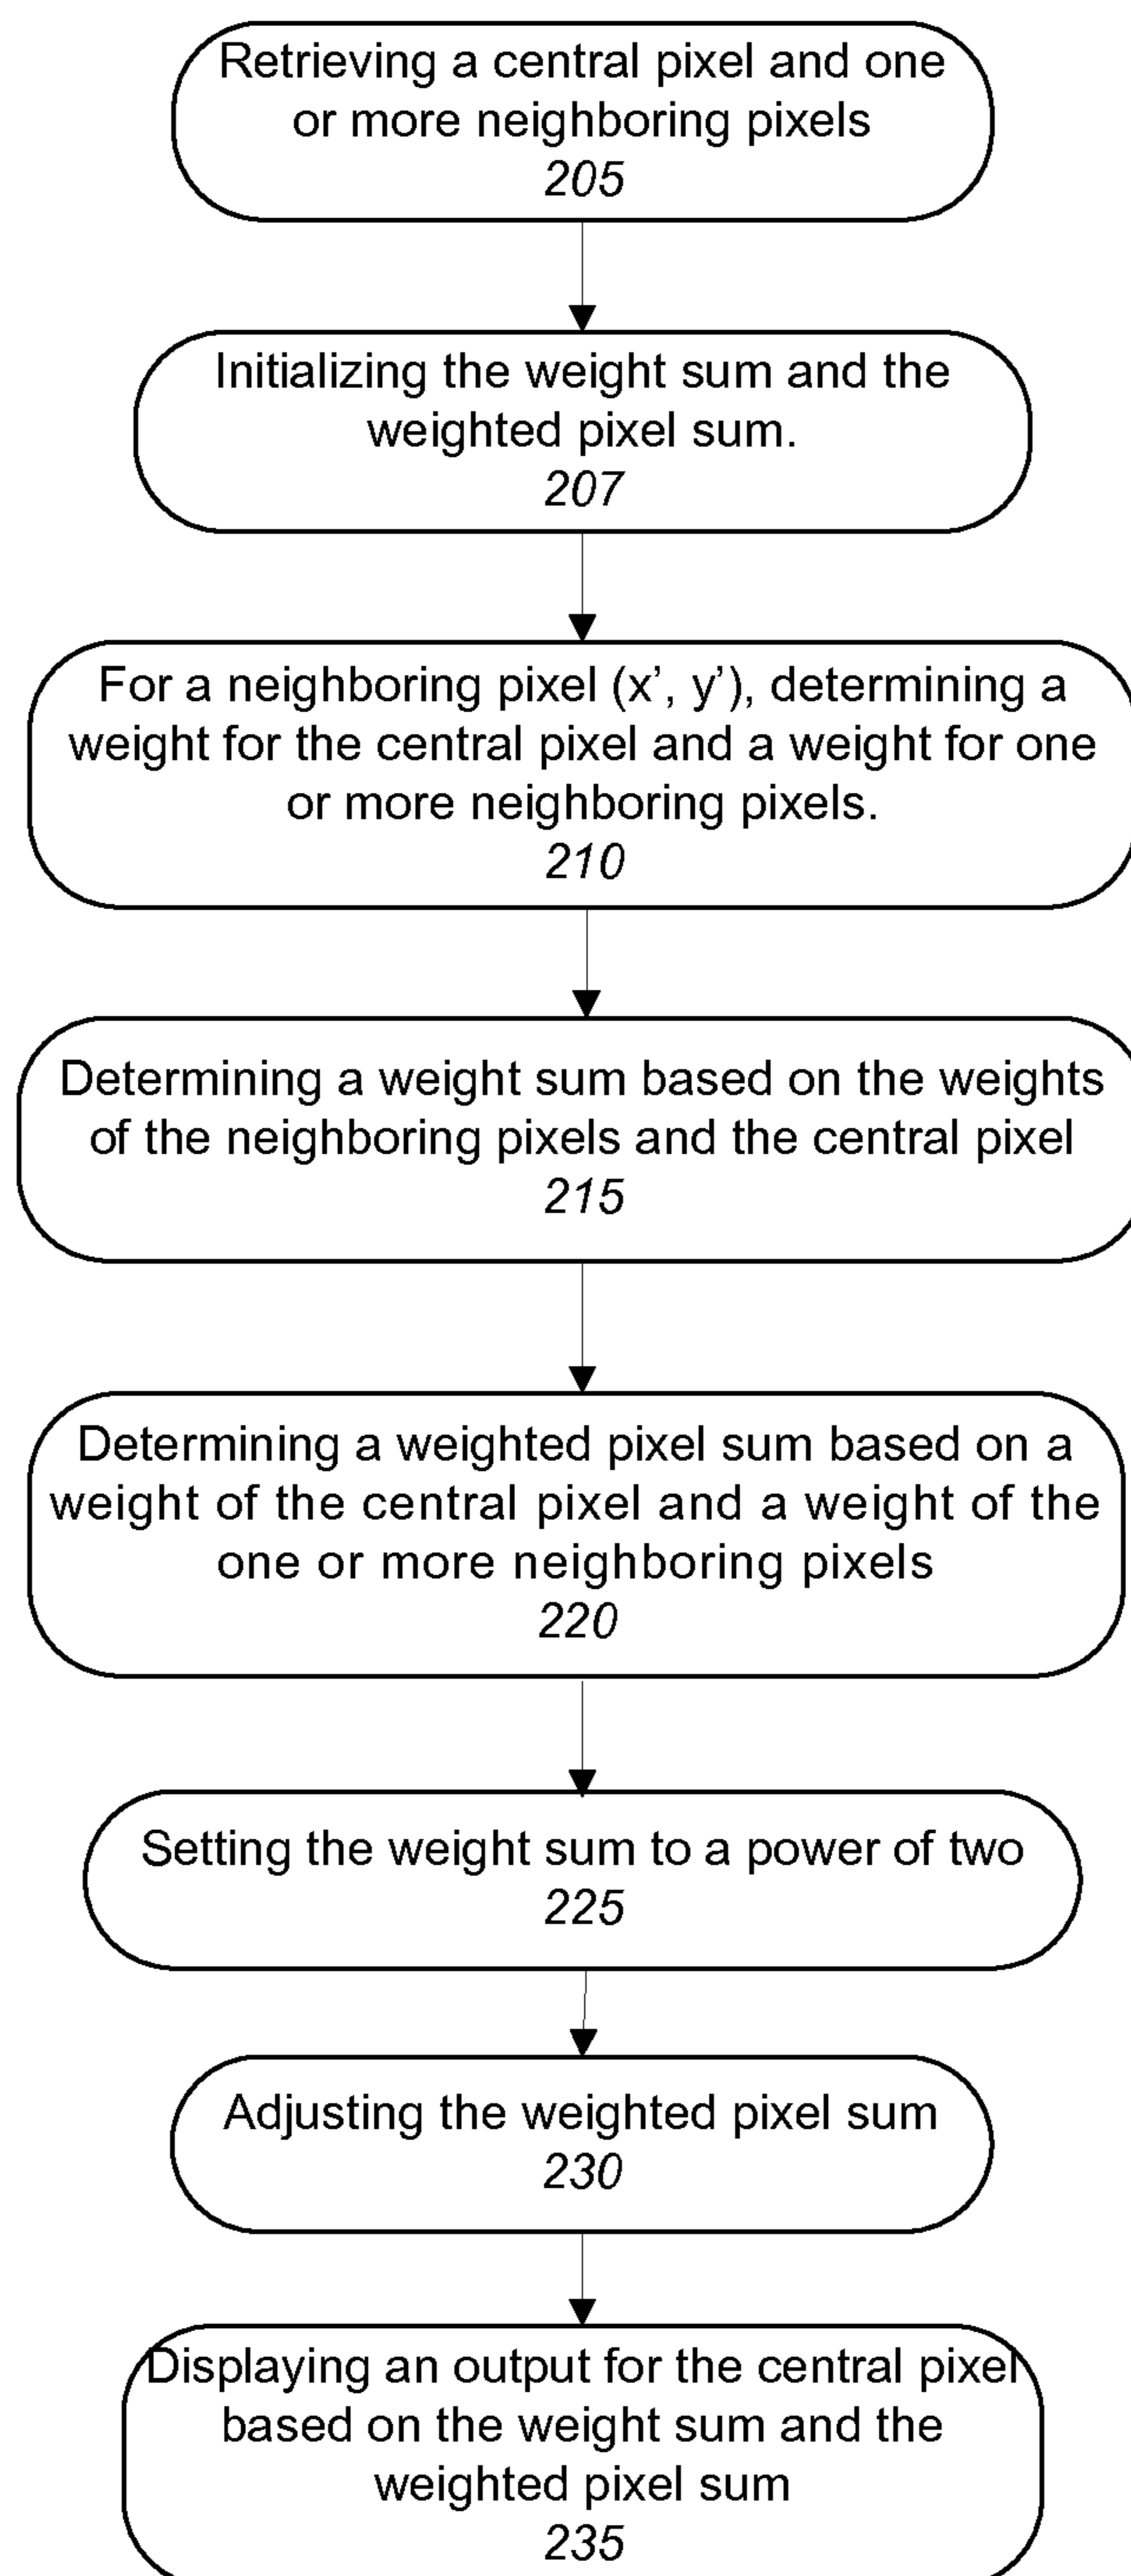 Retrieving a central pixel and one
or more neighboring pixels
205
Initializing the weight sum and the
weighted pixel sum.
207
For a neighboring pixel (x’, y’), determining a
weight for the central pixel and a weight for one
or more neighboring pixels.
210
Determining a weight sum based on the weights
of the neighboring pixels and the central pixel
215
Determining a weighted pixel sum based on a
weight of the central pixel and a weight of the
one or more neighboring pixels
220
Setting the weight sum to a power of two
225
Adjusting the weighted pixel sum
230
Displaying an output for the central pixel
based on the weight sum and the
weighted pixel sum
235